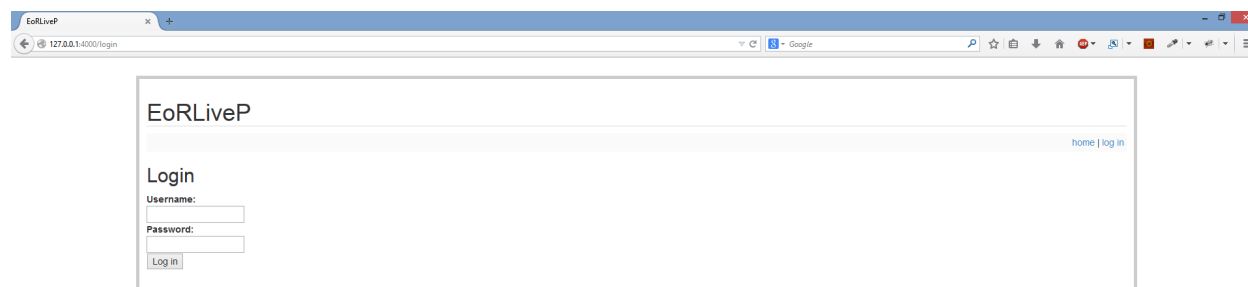 EoRLiveP
127.0.0.1:4000/login
Google
EoRLiveP
home | log in
Login
Username:
Password:
Log in